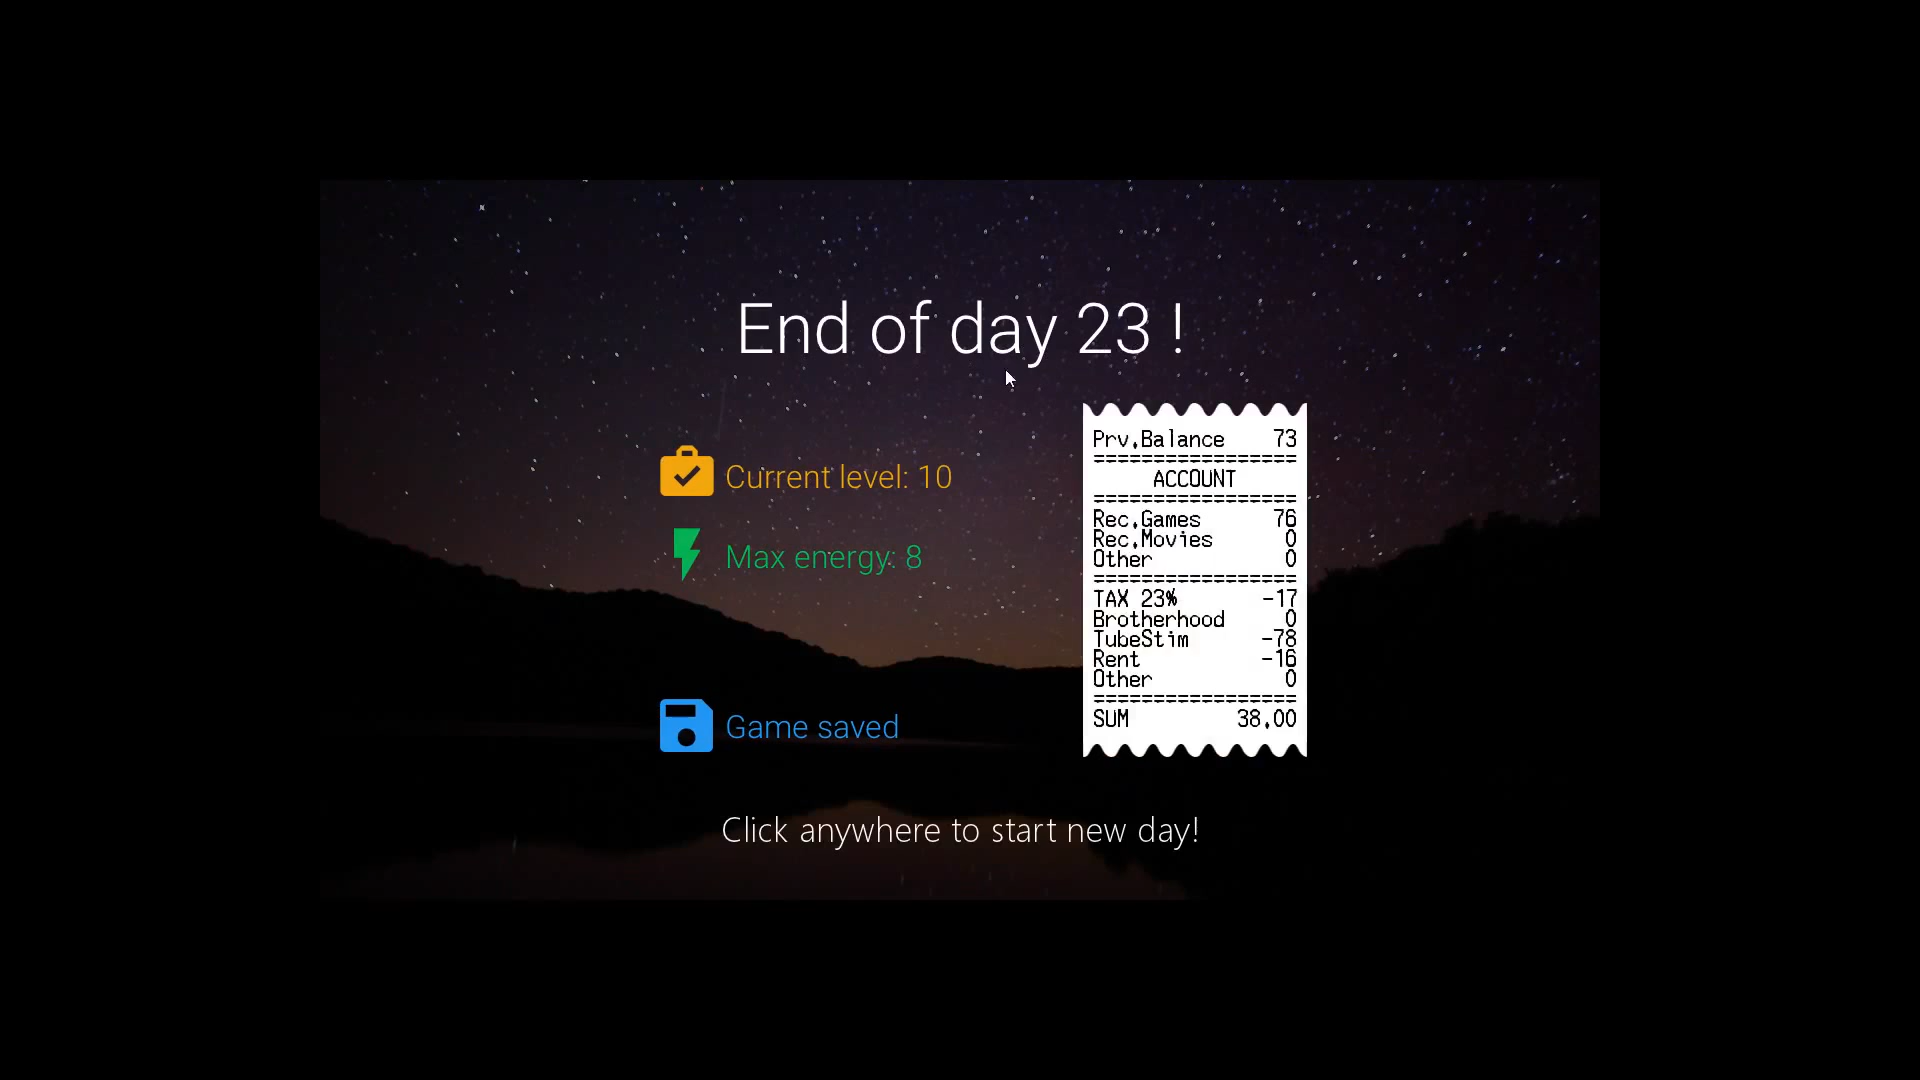 End of day 23 !
Current level: 10
Max energy: 8
Game saved
Prv.Balance 73
=================
ACCOUNT
=================
Rec.Games 76
Rec.Movies 0
Other 0
=================
TAX 23% -17
Brotherhood 0
TubeStim -78
Rent -16
Other 0
=================
SUM 38.00
Click anywhere to start new day!